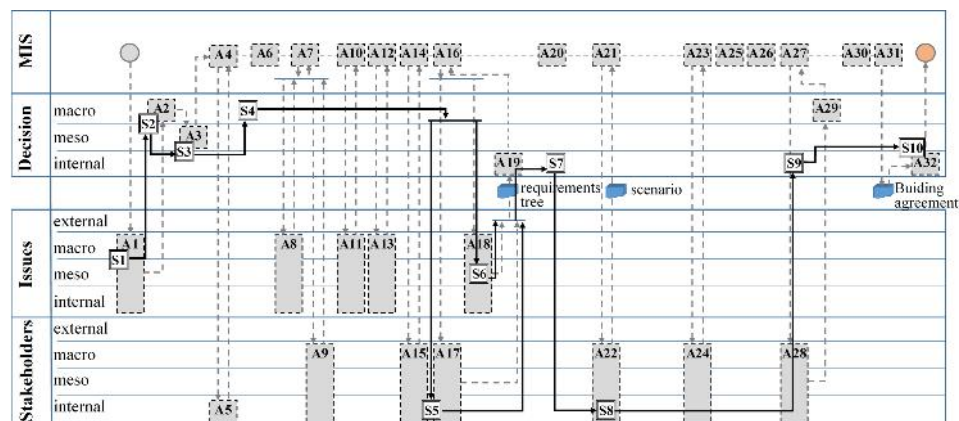 MIS
A4 A6 A7 A10 A12 A14 A16 A20 A21 A23 A25 A26 A27 A30 A31
Decision
macro A2 S4 A29
S2
meso A3
S3 S10
internal A19 S7 S9 A32
requirements scenario Buiding
tree agreement
Issues
external
macro A1 A8 A11 A13 A18
S1
meso S6
internal
Stakeholders
external
macro A9 A15 A17 A22 A24 A28
meso
internal A5 S5 S8